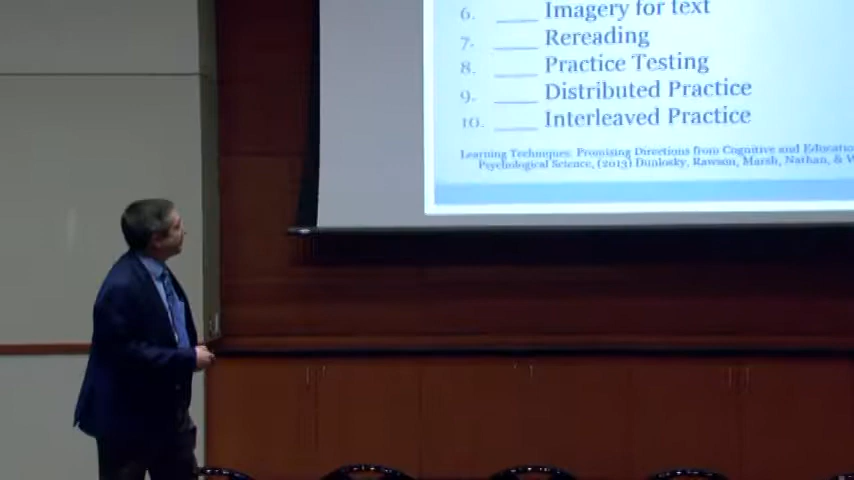 6. ____ Imagery for text
7. ____ Rereading
8. ____ Practice Testing
9. ____ Distributed Practice
10. ____ Interleaved Practice
Learning Techniques: Promising Directions from Cognitive and Educatio
Psychological Science, (2013) Dunlosky, Rawson, Marsh, Nathan, & W